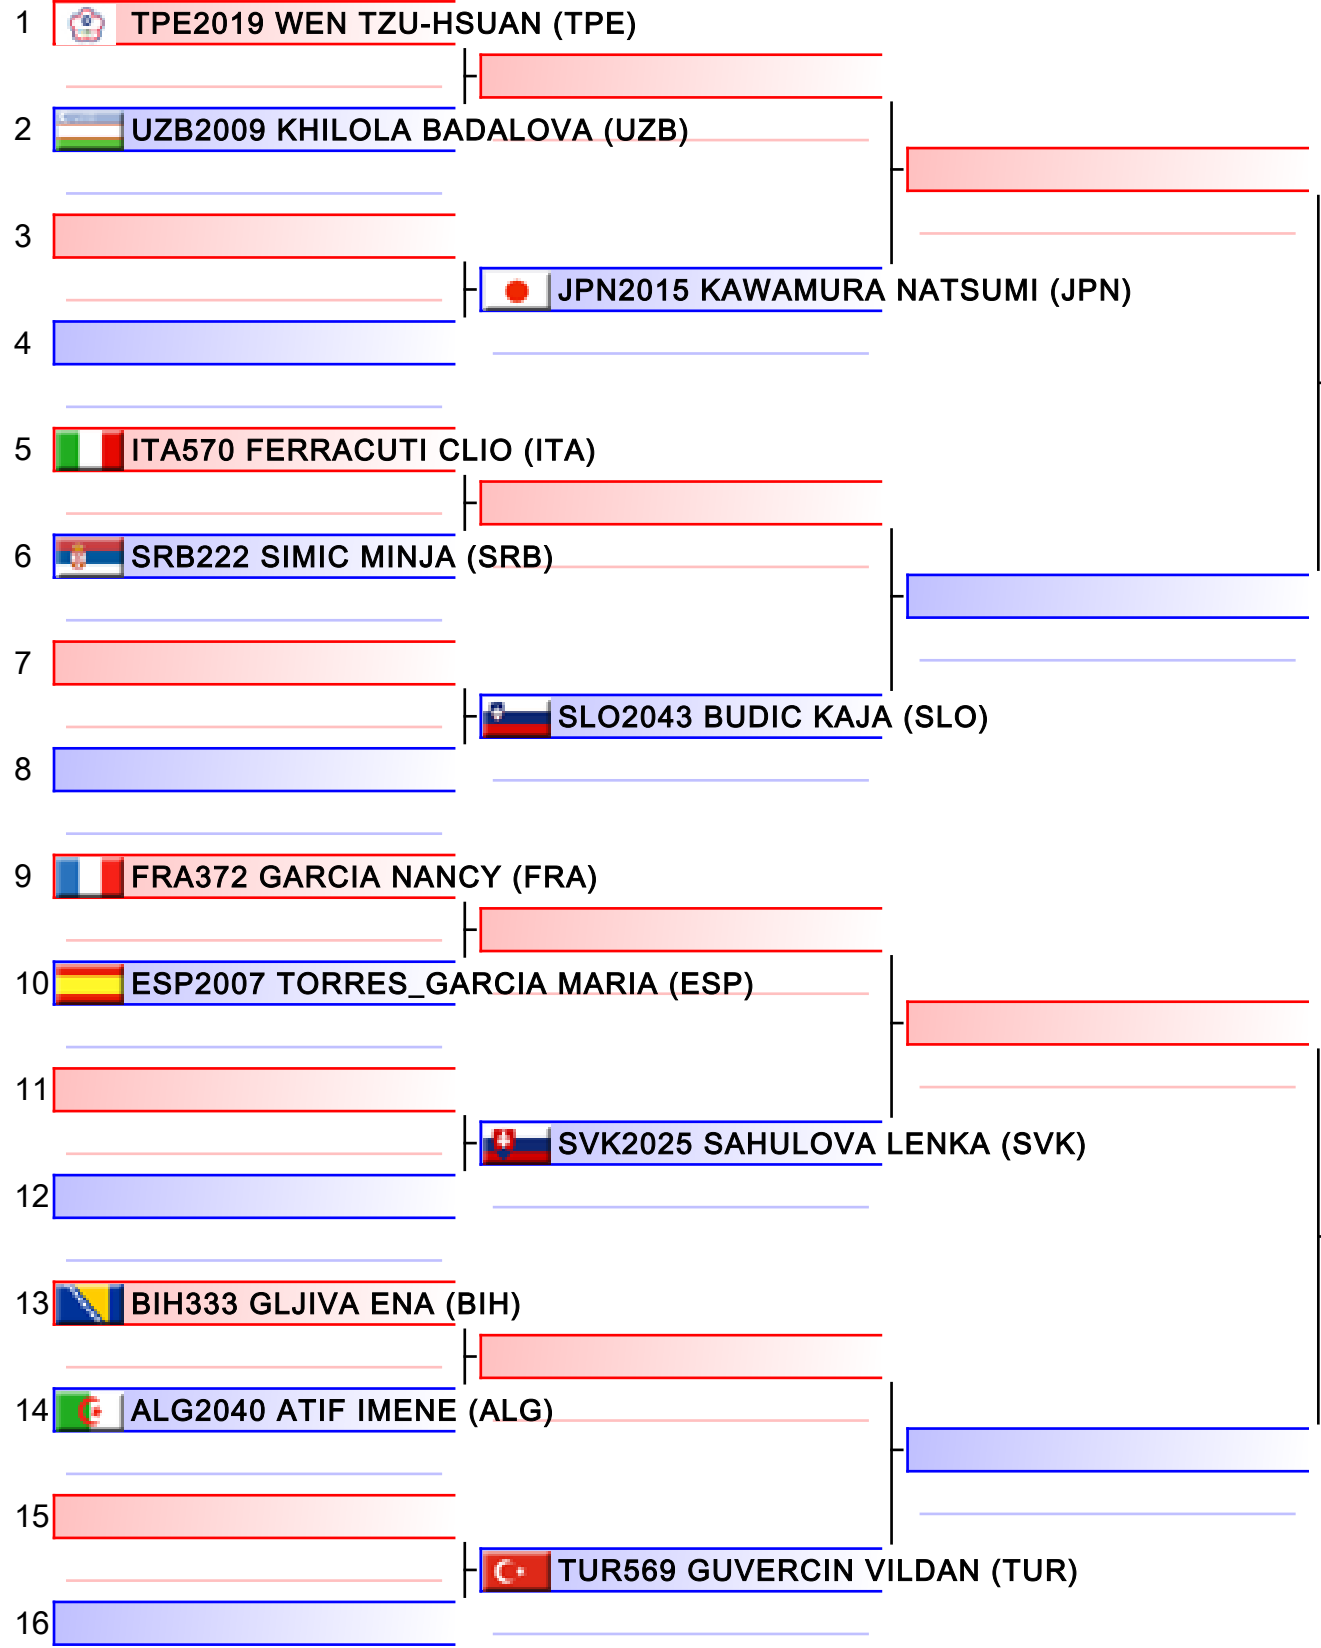 1 TPE2019 WEN TZU-HSUAN (TPE)
2 UZB2009 KHILOLA BADALOVA (UZB)
3
JPN2015 KAWAMURA NATSUMI (JPN)
4
5 ITA570 FERRACUTI CLIO (ITA)
6 SRB222 SIMIC MINJA (SRB)
7
SLO2043 BUDIC KAJA (SLO)
8
9 FRA372 GARCIA NANCY (FRA)
10 ESP2007 TORRES_GARCIA MARIA (ESP)
11
SVK2025 SAHULOVA LENKA (SVK)
12
13 BIH333 GLJIVA ENA (BIH)
14 ALG2040 ATIF IMENE (ALG)
15
TUR569 GUVERCIN VILDAN (TUR)
16